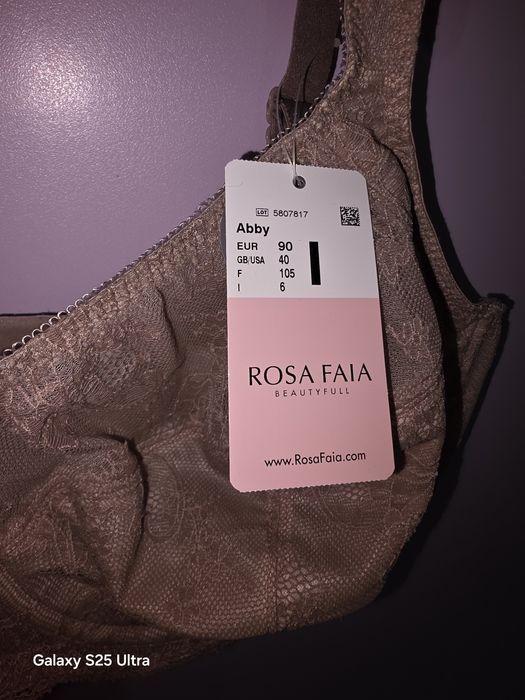 LOT 5807817
Abby
EUR 90
GB/USA 40
F 105
I 6
ROSA FAIA
BEAUTYFULL
www.RosaFaia.com
Galaxy S25 Ultra